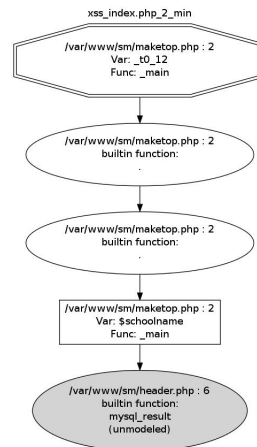 xss_index.php_2_min
/var/www/sm/maketop.php : 2
Var: _t0_12
Func: _main
/var/www/sm/maketop.php : 2
builtin function:
.
/var/www/sm/maketop.php : 2
builtin function:
.
/var/www/sm/maketop.php : 2
Var: $schoolname
Func: _main
/var/www/sm/header.php : 6
builtin function:
mysql_result
(unmodeled)